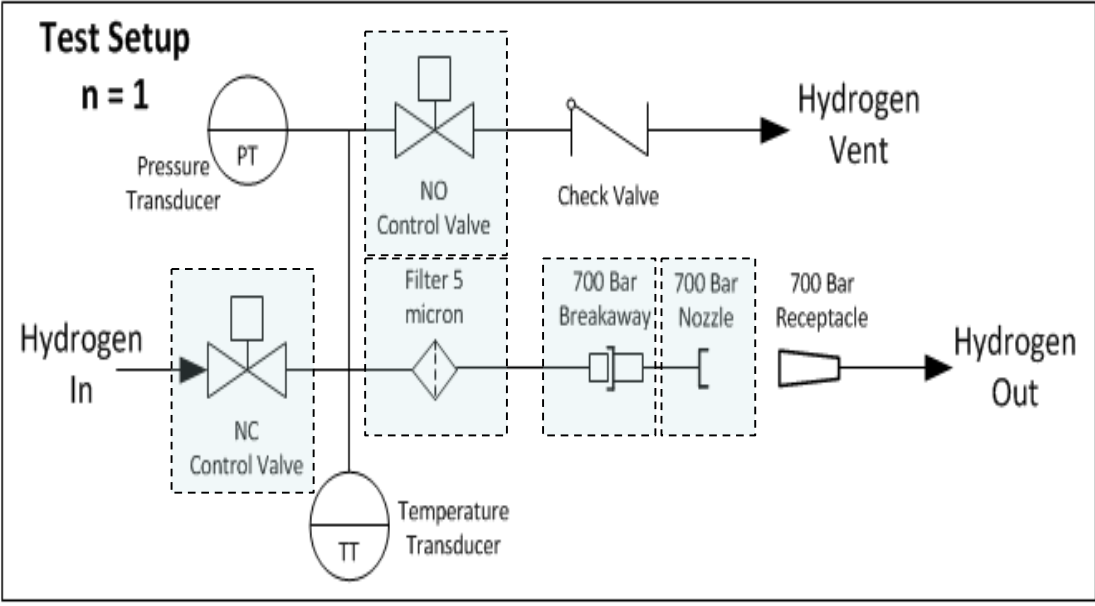 Test Setup
n = 1
PT
Pressure
Transducer
NO
Control Valve
Check Valve
Hydrogen
Vent
Hydrogen
In
NC
Control Valve
Filter 5
micron
700 Bar
Breakaway
700 Bar
Nozzle
700 Bar
Receptacle
Hydrogen
Out
TT
Temperature
Transducer